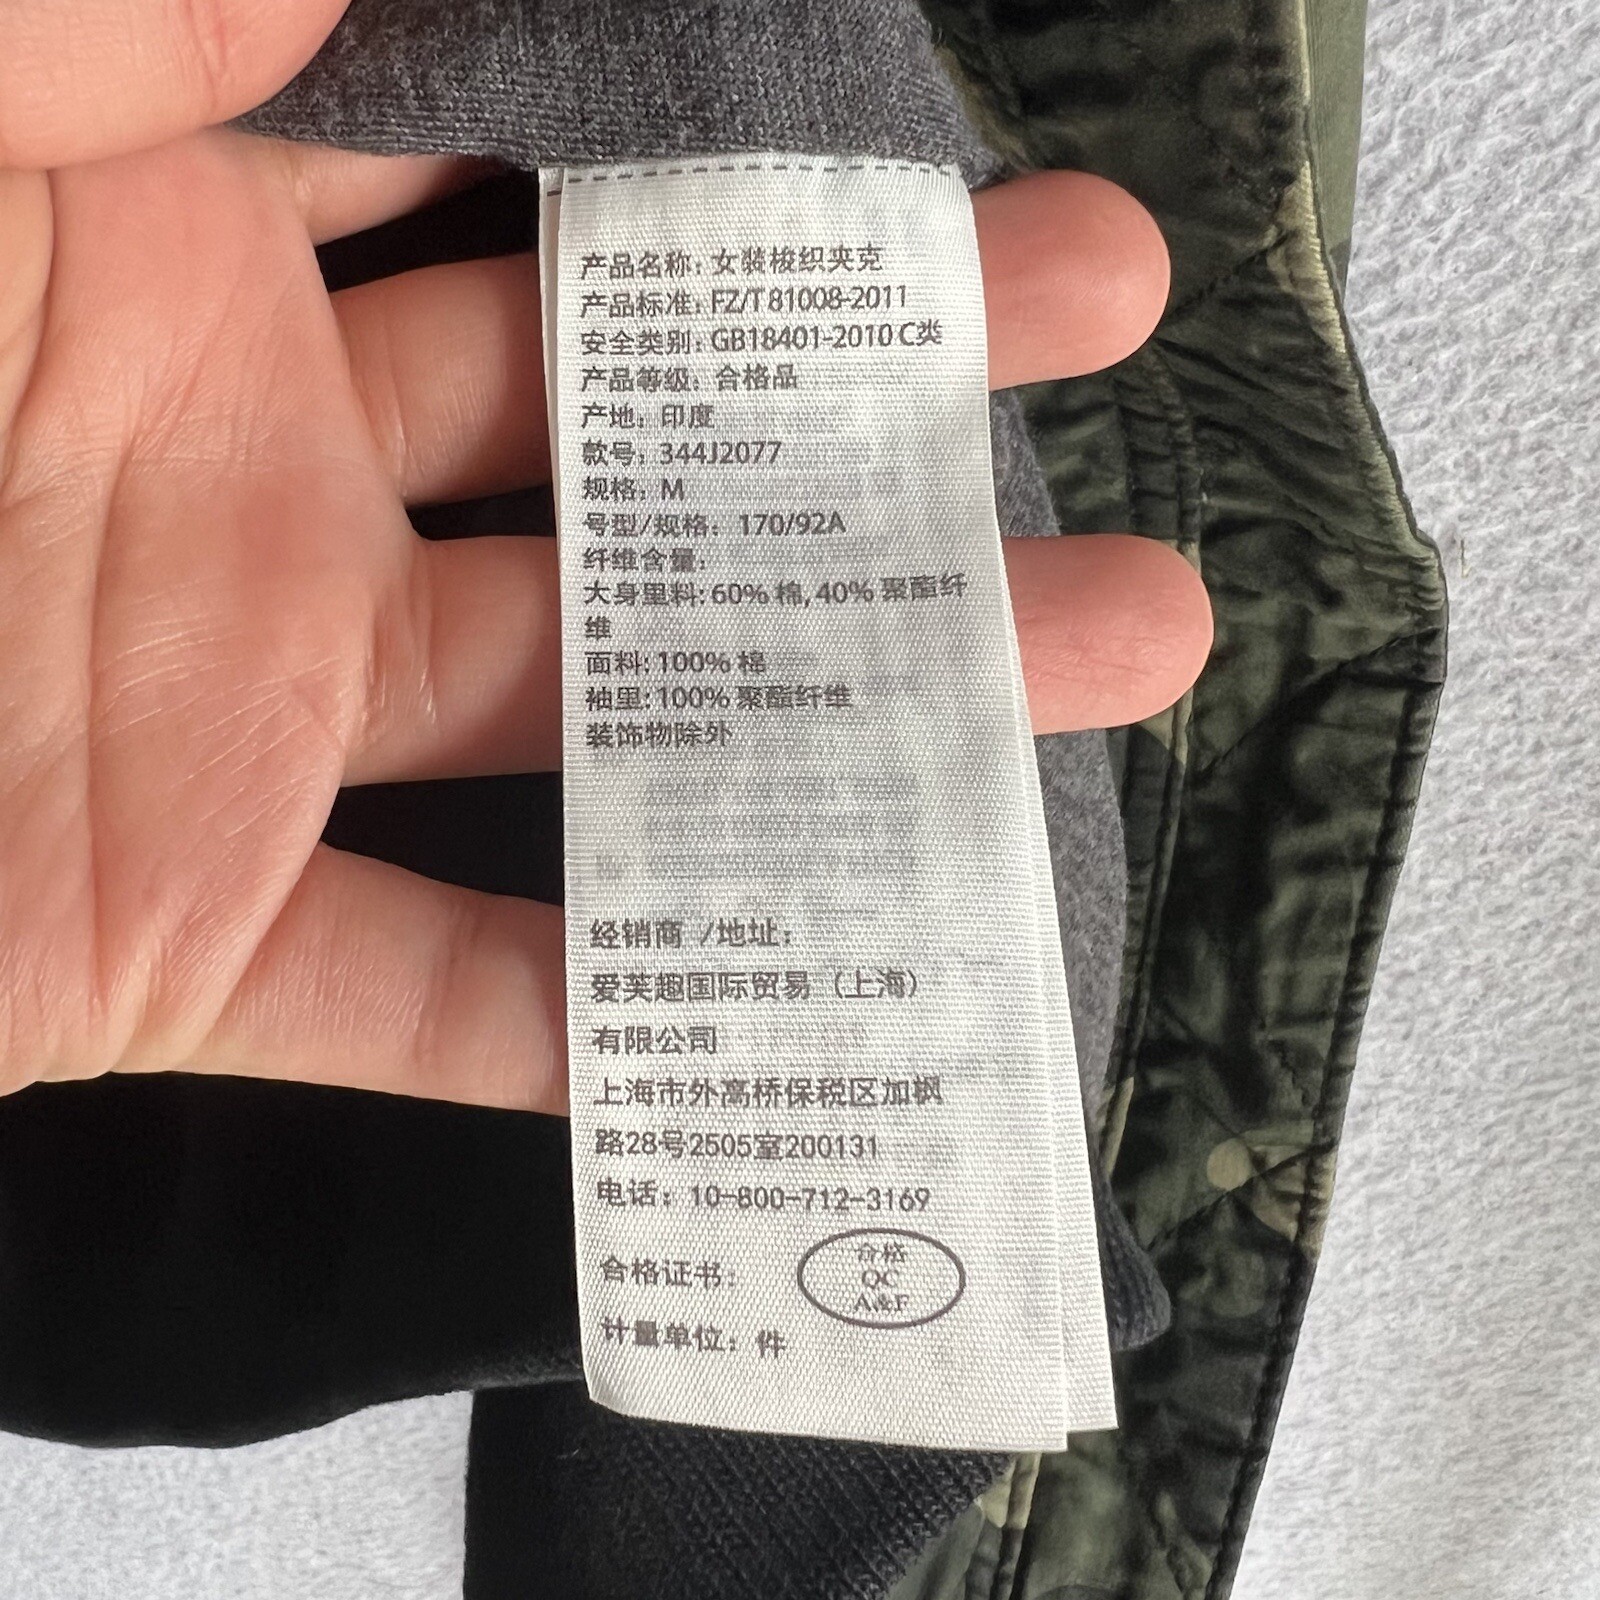 产品名称：女装梭织夹克
产品标准：FZ/T 81008-2011
安全类别：GB18401-2010 C类
产品等级：合格品
产地：印度
款号：344J2077
规格：M
号型/规格：170/92A
纤维含量：
大身里料:60% 棉,40% 聚酯纤
维
面料:100% 棉
袖里:100% 聚酯纤维
装饰物除外
经销商 /地址：
爱芙趣国际贸易（上海）
有限公司
上海市外高桥保税区加枫
路28号2505室200131
电话：10-800-712-3169
合格证书：
合格
QC
A&F
计量单位：件